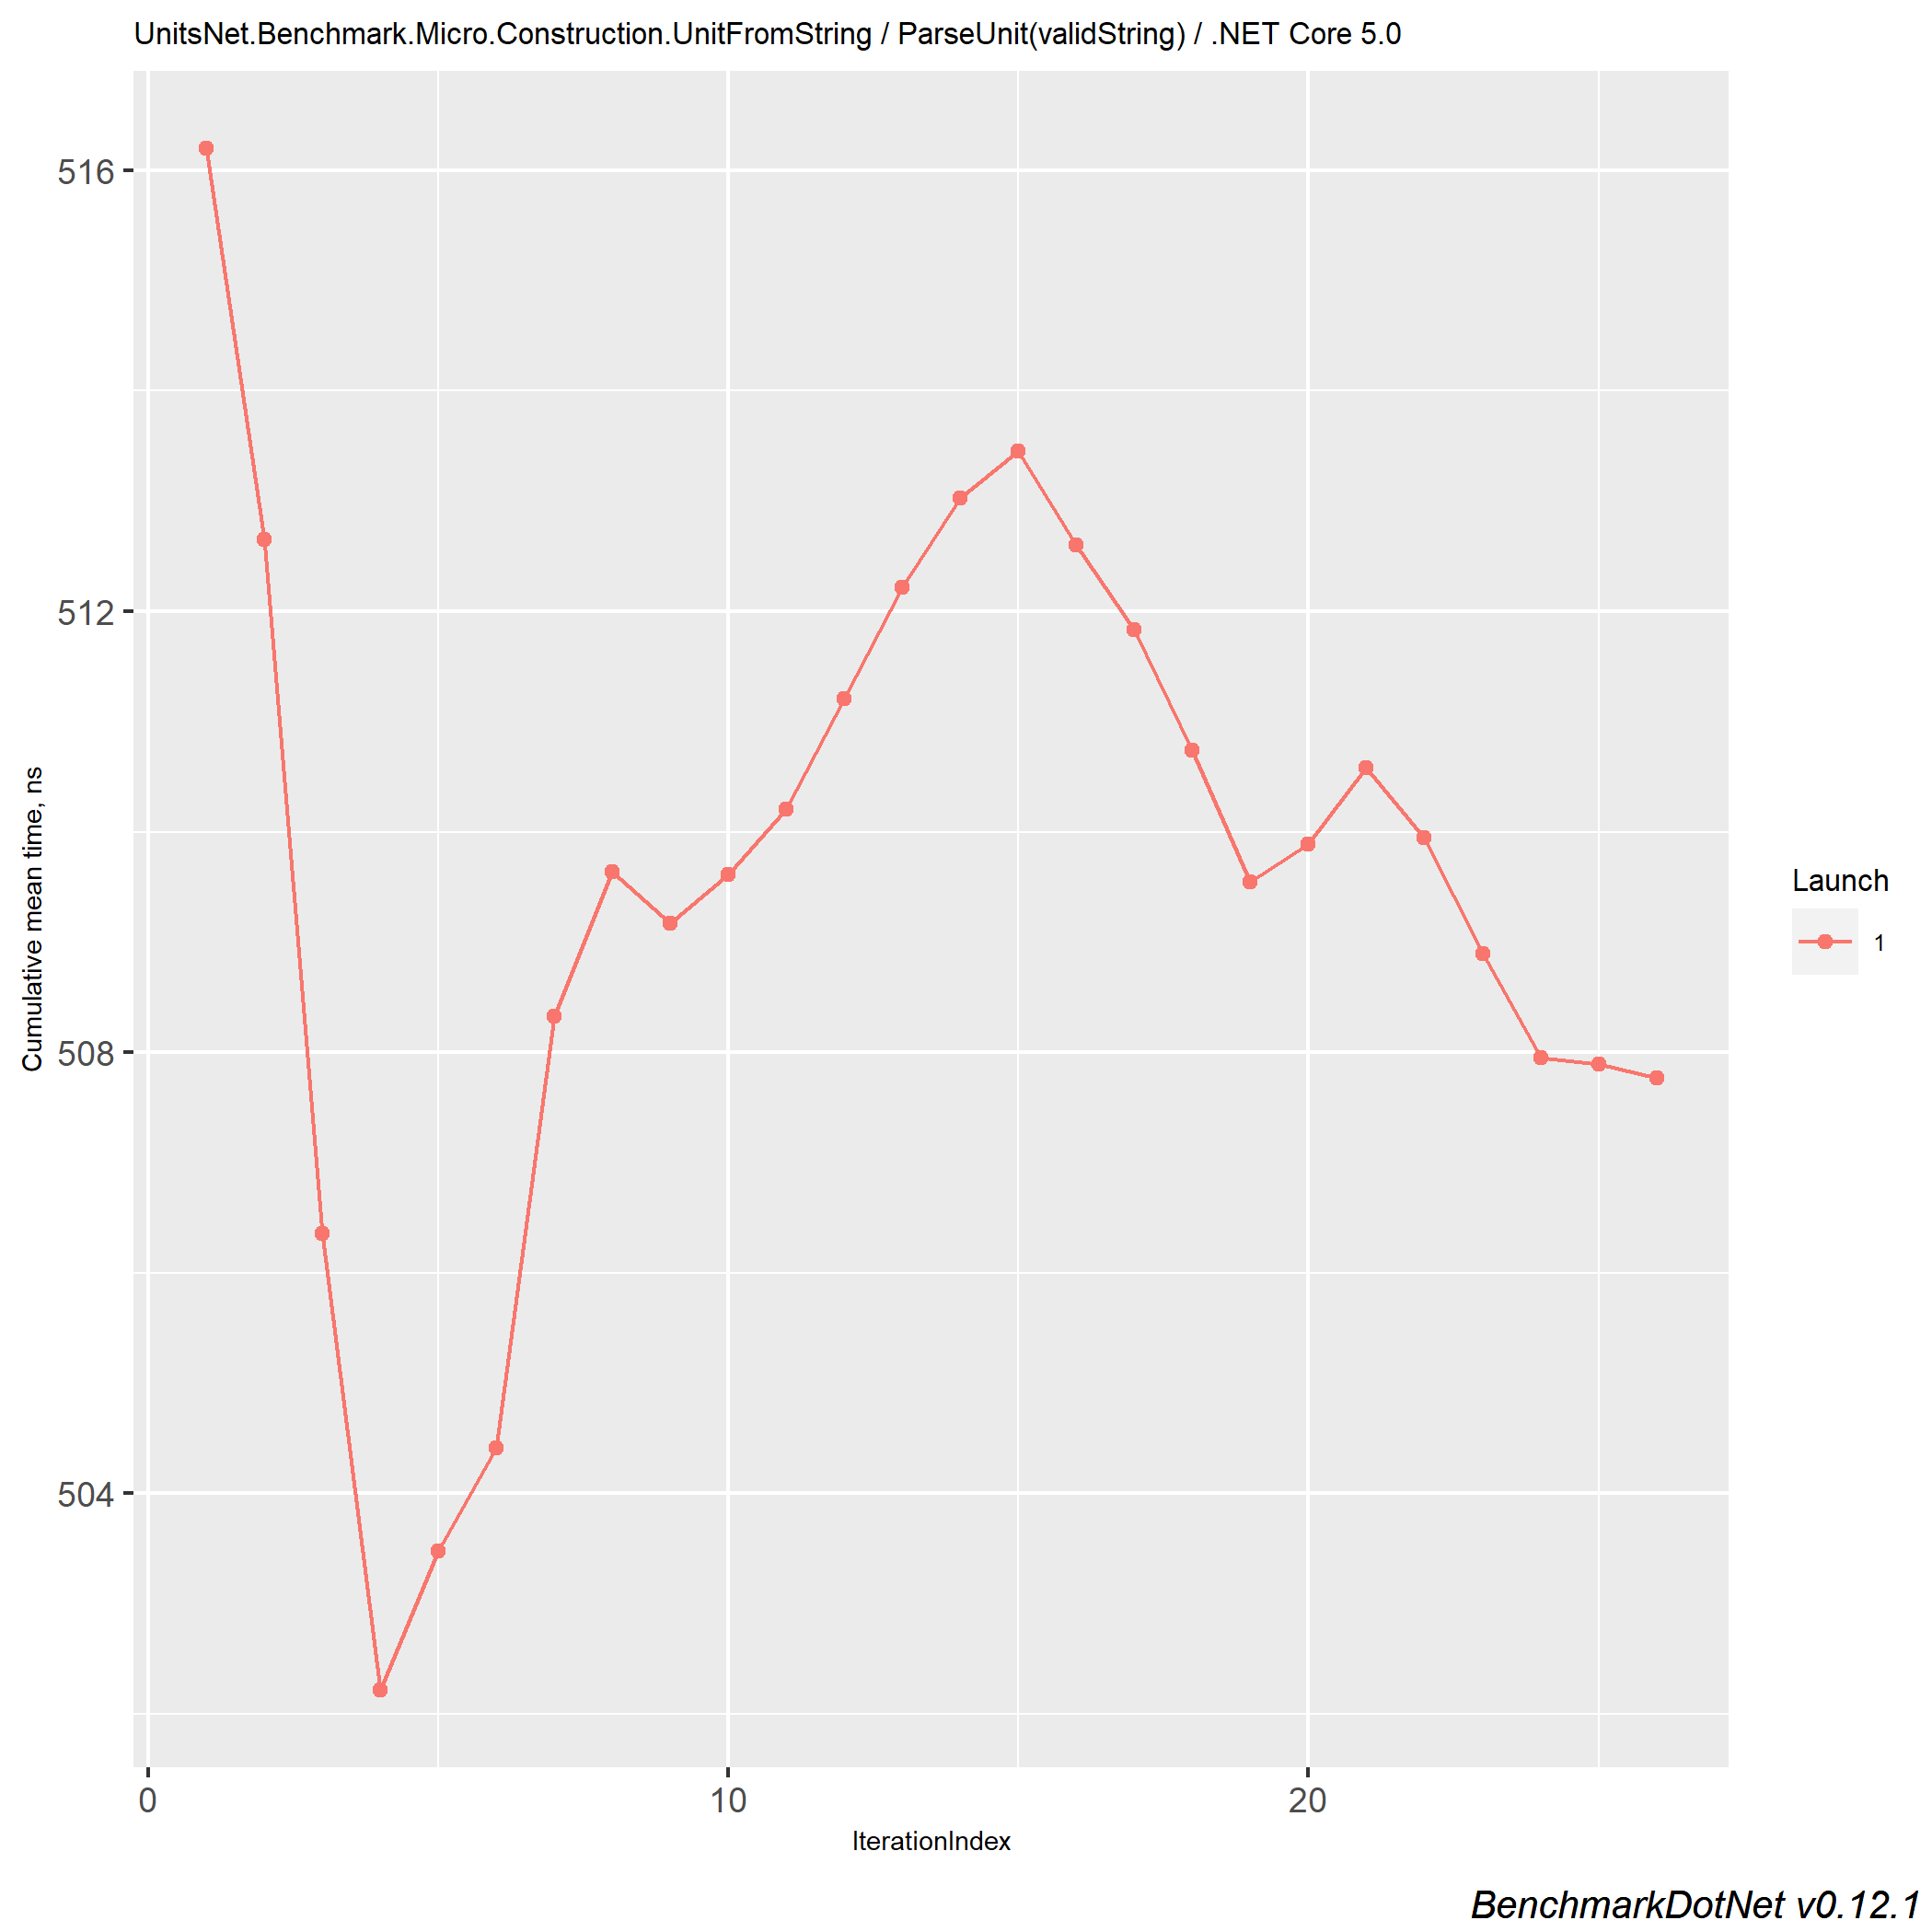 UnitsNet.Benchmark.Micro.Construction.UnitFromString / ParseUnit(validString) / .NET Core 5.0
516
512
508
504
Cumulative mean time, ns
0
10
20
IterationIndex
Launch
1
BenchmarkDotNet v0.12.1